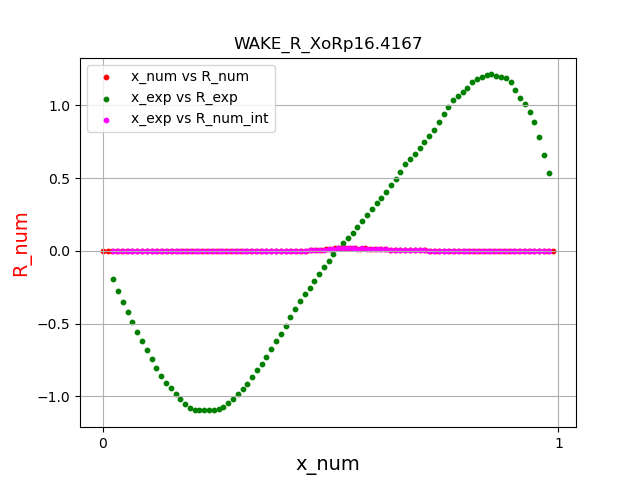 WAKE_R_XoRp16.4167
x_num vs R_num
x_exp vs R_exp
x_exp vs R_num_int
1.0
0.5
0.0
−0.5
−1.0
R_num
0 1
x_num